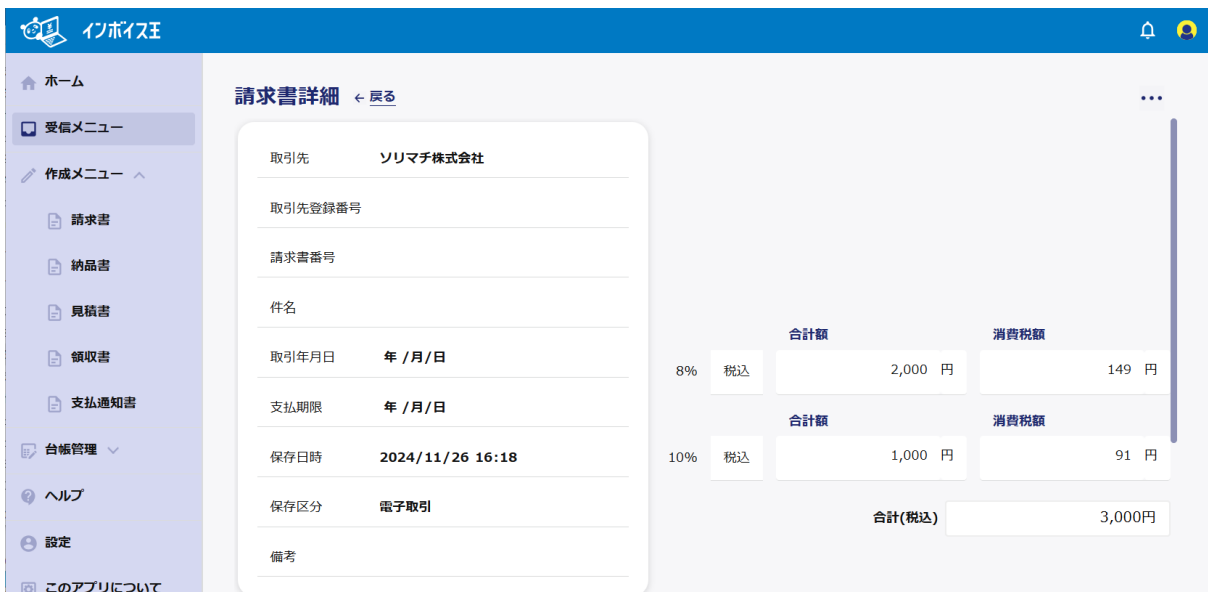 インボイス王
ホーム
受信メニュー
作成メニュー
請求書
納品書
見積書
領収書
支払通知書
台帳管理
ヘルプ
設定
このアプリについて
請求書詳細 ← 戻る
...
取引先 ソリマチ株式会社
取引先登録番号
請求書番号
件名
取引年月日 年 /月/日
支払期限 年 /月/日
保存日時 2024/11/26 16:18
保存区分 電子取引
備考
合計額 消費税額
8% 税込 2,000 円 149 円
合計額 消費税額
10% 税込 1,000 円 91 円
合計(税込) 3,000円